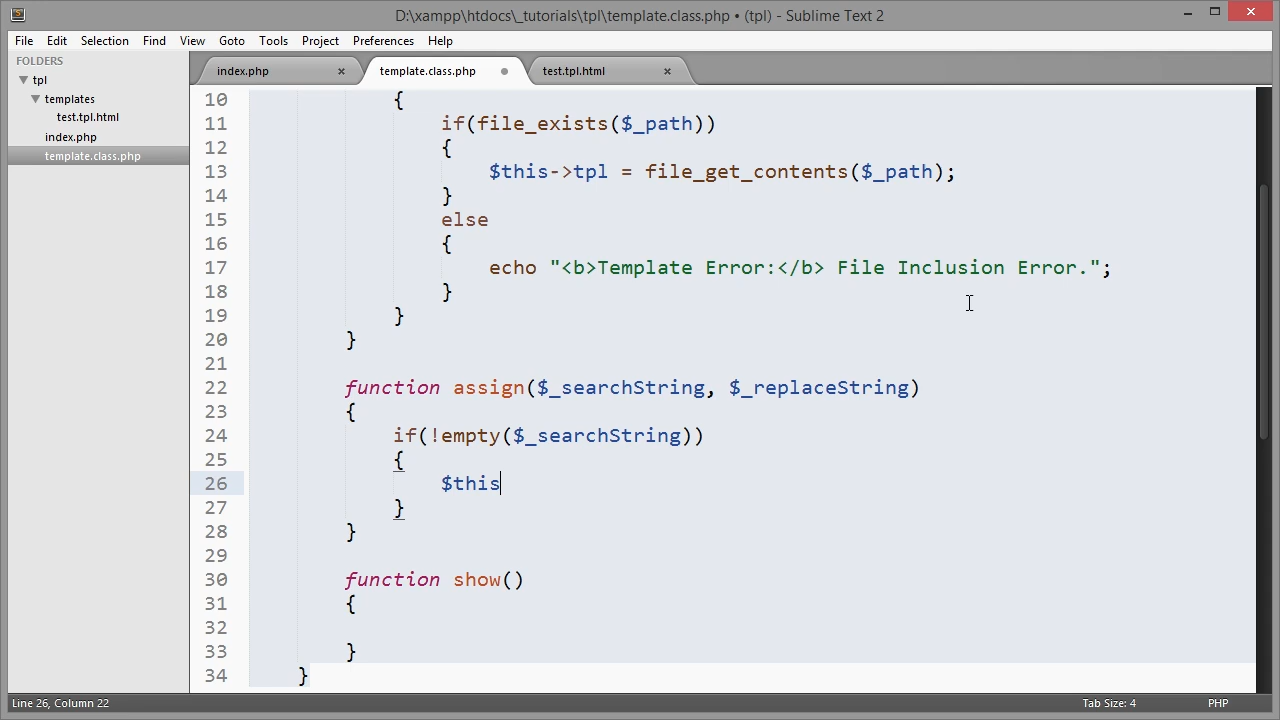 D:\xampp\htdocs\_tutorials\tpl\template.class.php • (tpl) - Sublime Text 2
File Edit Selection Find View Goto Tools Project Preferences Help
FOLDERS
tpl
templates
test.tpl.html
index.php
template.class.php
index.php × template.class.php test.tpl.html ×
10 {
11 if(file_exists($_path))
12 {
13 $this->tpl = file_get_contents($_path);
14 }
15 else
16 {
17 echo "<b>Template Error:</b> File Inclusion Error.";
18 }
19 }
20 }
21
22 function assign($_searchString, $_replaceString)
23 {
24 if(!empty($_searchString))
25 {
26 $this
27 }
28 }
29
30 function show()
31 {
32
33 }
34 }
Line 26, Column 22 Tab Size: 4 PHP